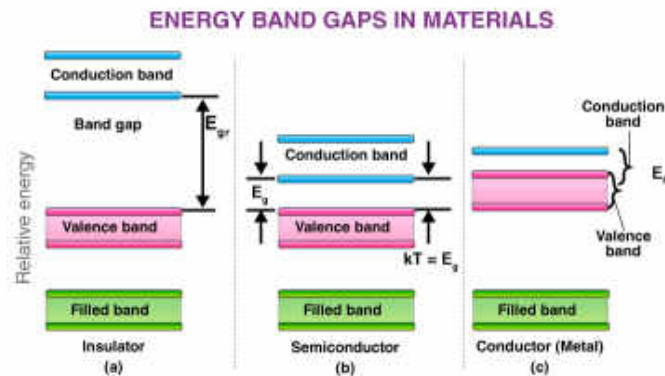 ENERGY BAND GAPS IN MATERIALS
Relative energy
Conduction band
Band gap
Egr
Valence band
Filled band
Insulator
(a)
Conduction band
Eg
Valence band
kT = Eg
Filled band
Semiconductor
(b)
Conduction
band
Valence
band
Filled band
Conductor (Metal)
(c)